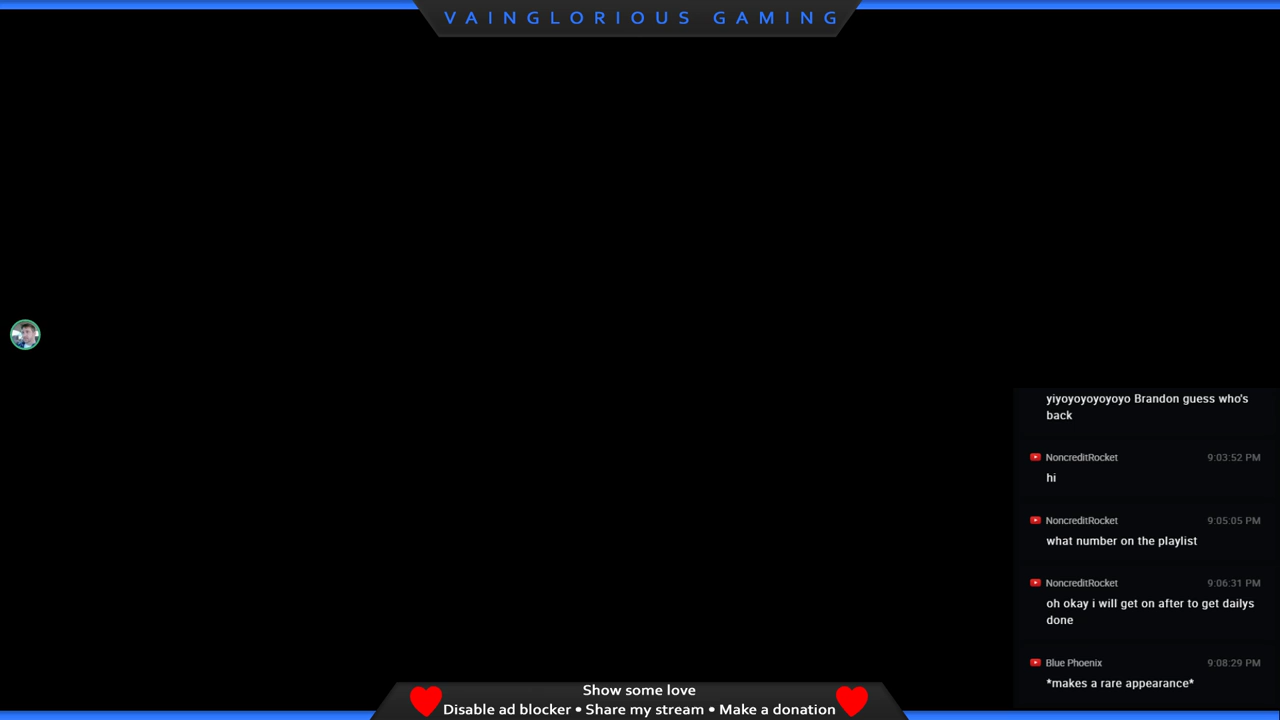 VAINGLORIOUS GAMING
yiyoyoyoyoyoyo Brandon guess who's
back
NoncreditRocket 9:03:52 PM
hi
NoncreditRocket 9:05:05 PM
what number on the playlist
NoncreditRocket 9:06:31 PM
oh okay i will get on after to get dailys
done
Blue Phoenix 9:08:29 PM
*makes a rare appearance*
Show some love
Disable ad blocker • Share my stream • Make a donation